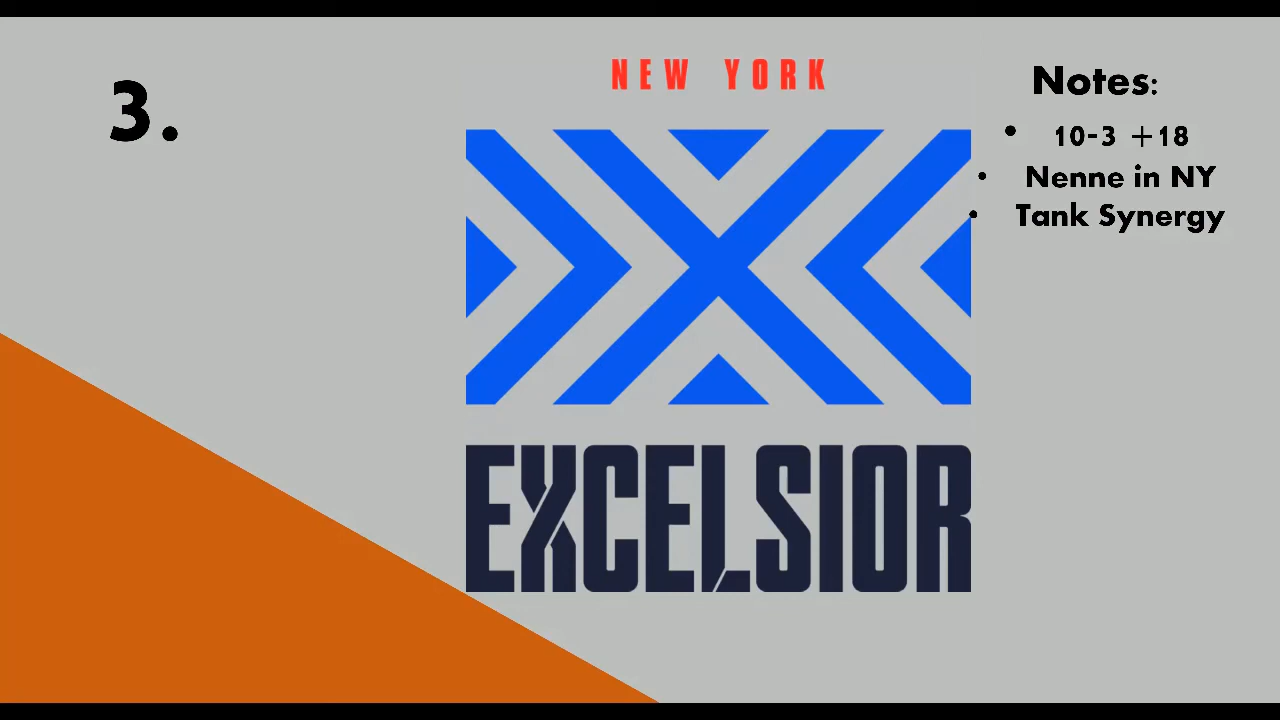 3.
NEW YORK
EXCELSIOR
Notes:
• 10-3 +18
• Nenne in NY
• Tank Synergy